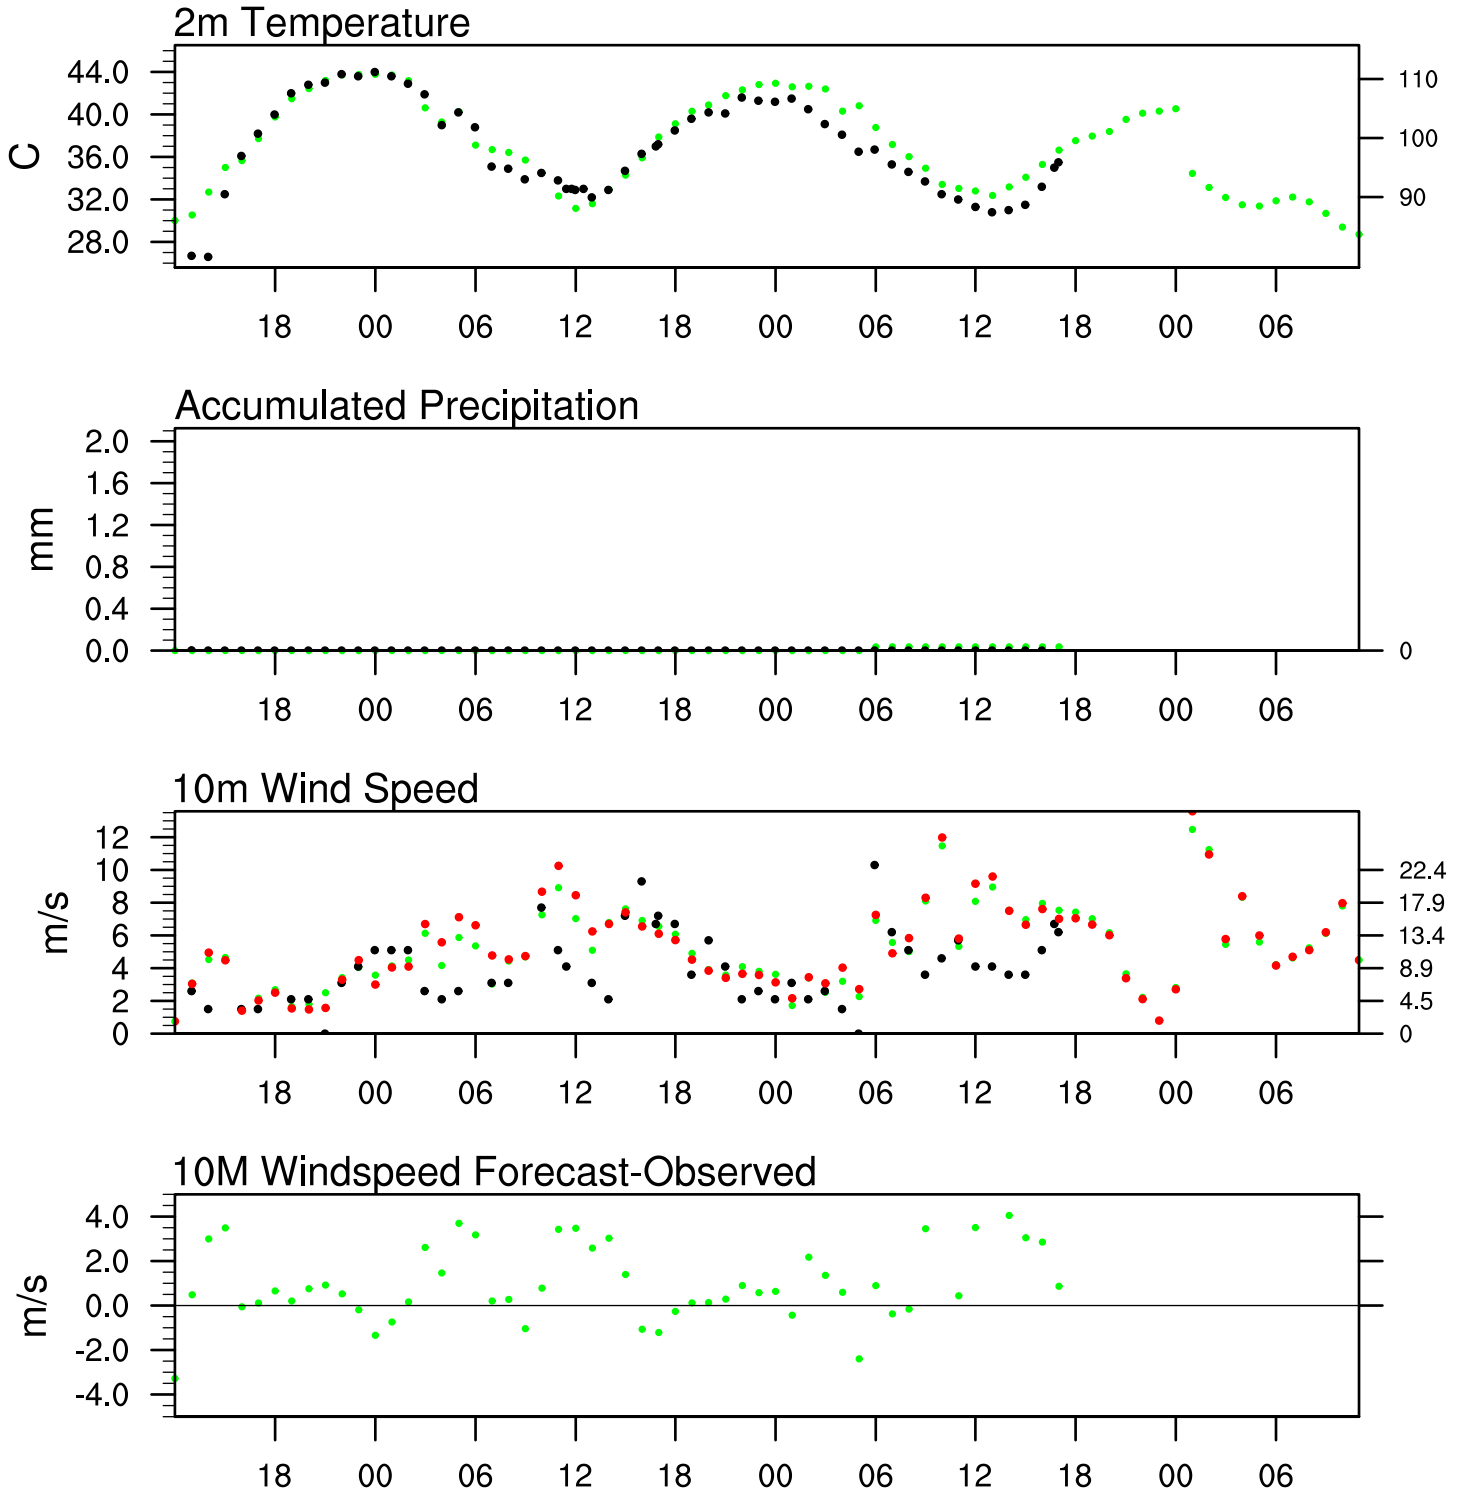 2m Temperature
44.0
40.0
36.0
32.0
28.0
C
110
100
90
18 00 06 12 18 00 06 12 18 00 06
Accumulated Precipitation
2.0
1.6
1.2
0.8
0.4
0.0
mm
0
18 00 06 12 18 00 06 12 18 00 06
10m Wind Speed
12
10
8
6
4
2
0
m/s
22.4
17.9
13.4
8.9
4.5
0
18 00 06 12 18 00 06 12 18 00 06
10M Windspeed Forecast-Observed
4.0
2.0
0.0
-2.0
-4.0
m/s
18 00 06 12 18 00 06 12 18 00 06